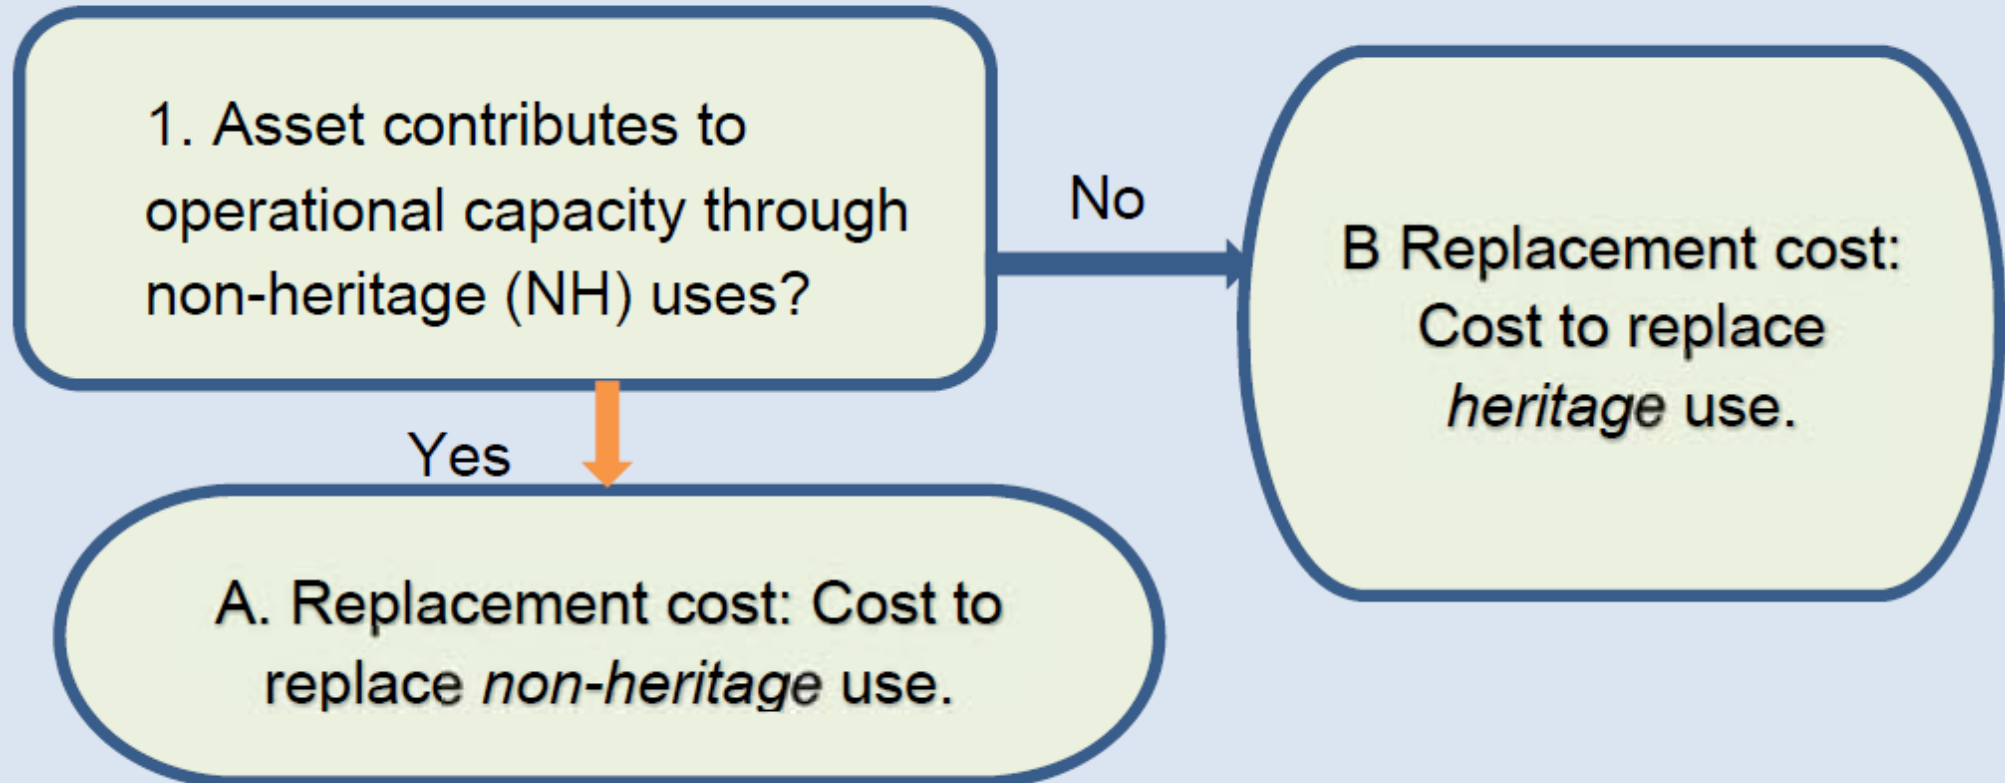 1. Asset contributes to
operational capacity through
non-heritage (NH) uses?
No
B Replacement cost:
Cost to replace
heritage use.
Yes
A. Replacement cost: Cost to
replace non-heritage use.